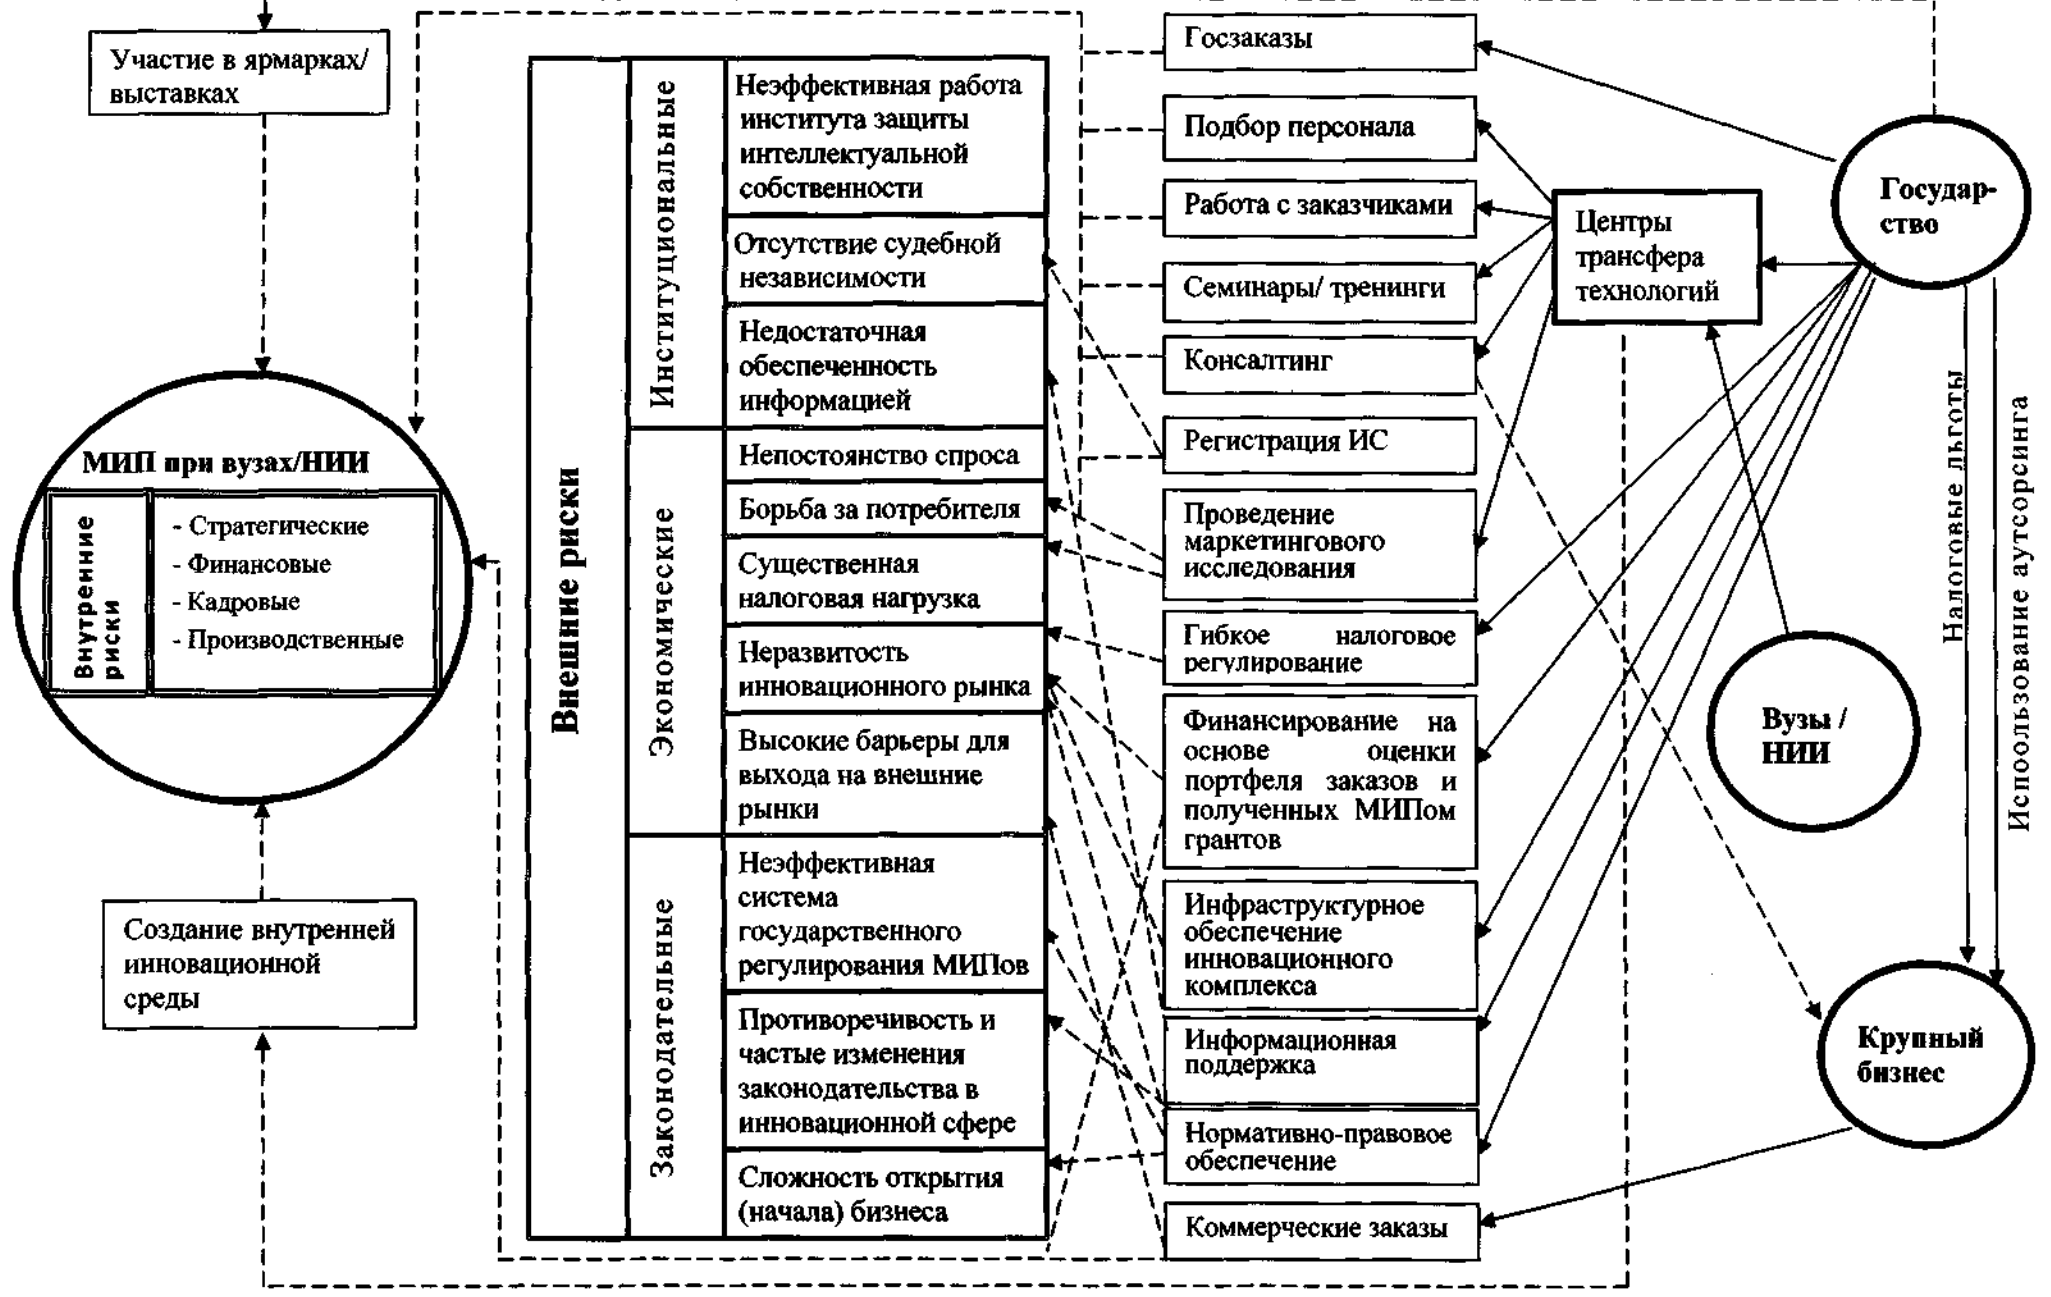 Участие в ярмарках/
выставках
МИП при вузах/НИИ
Внутренние
риски
- Стратегические
- Финансовые
- Кадровые
- Производственные
Создание внутренней
инновационной
среды
Внешние риски
Институциональные
Неэффективная работа
института защиты
интеллектуальной
собственности
Отсутствие судебной
независимости
Недостаточная
обеспеченность
информацией
Экономические
Непостоянство спроса
Борьба за потребителя
Существенная
налоговая нагрузка
Неразвитость
инновационного рынка
Высокие барьеры для
выхода на внешние
рынки
Законодательные
Неэффективная
система
государственного
регулирования МИПов
Противоречивость и
частые изменения
законодательства в
инновационной сфере
Сложность открытия
(начала) бизнеса
Госзаказы
Подбор персонала
Работа с заказчиками
Семинары/ тренинги
Консалтинг
Регистрация ИС
Проведение
маркетингового
исследования
Гибкое налоговое
регулирование
Финансирование на
основе оценки
портфеля заказов и
полученных МИПом
грантов
Инфраструктурное
обеспечение
инновационного
комплекса
Информационная
поддержка
Нормативно-правовое
обеспечение
Коммерческие заказы
Центры
трансфера
технологий
Государ-
ство
Вузы /
НИИ
Налоговые льготы
Использование аутсорсинга
Крупный
бизнес